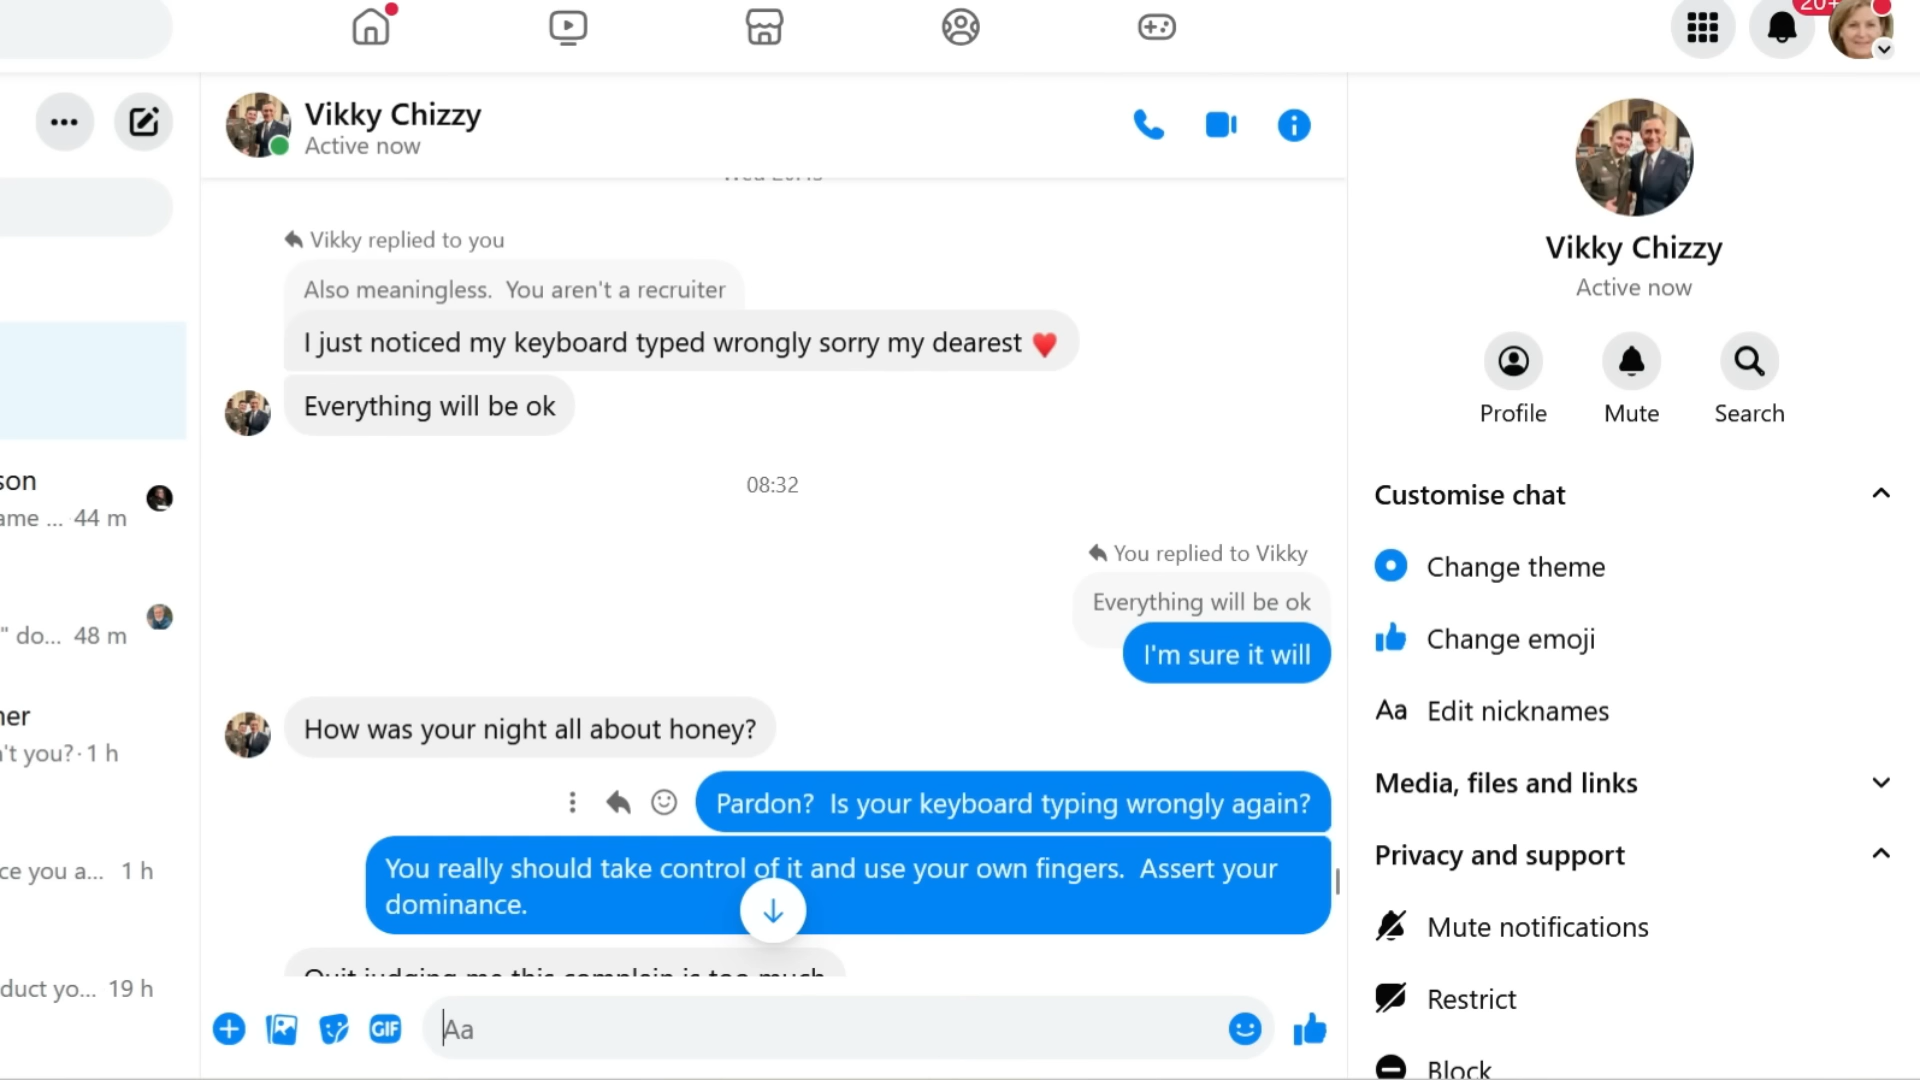 20+
Vikky Chizzy
Active now
Vikky replied to you
Also meaningless.  You aren't a recruiter
I just noticed my keyboard typed wrongly sorry my dearest ❤️
Everything will be ok
08:32
You replied to Vikky
Everything will be ok
I'm sure it will
How was your night all about honey?
Pardon?  Is your keyboard typing wrongly again?
You really should take control of it and use your own fingers.  Assert your
dominance.
Quit judging me this complain is too much
GIF
Aa
son
ame ... 44 m
" do... 48 m
ner
't you? · 1 h
ce you a... 1 h
duct yo... 19 h
Vikky Chizzy
Active now
Profile
Mute
Search
Customise chat
Change theme
Change emoji
Aa Edit nicknames
Media, files and links
Privacy and support
Mute notifications
Restrict
Block